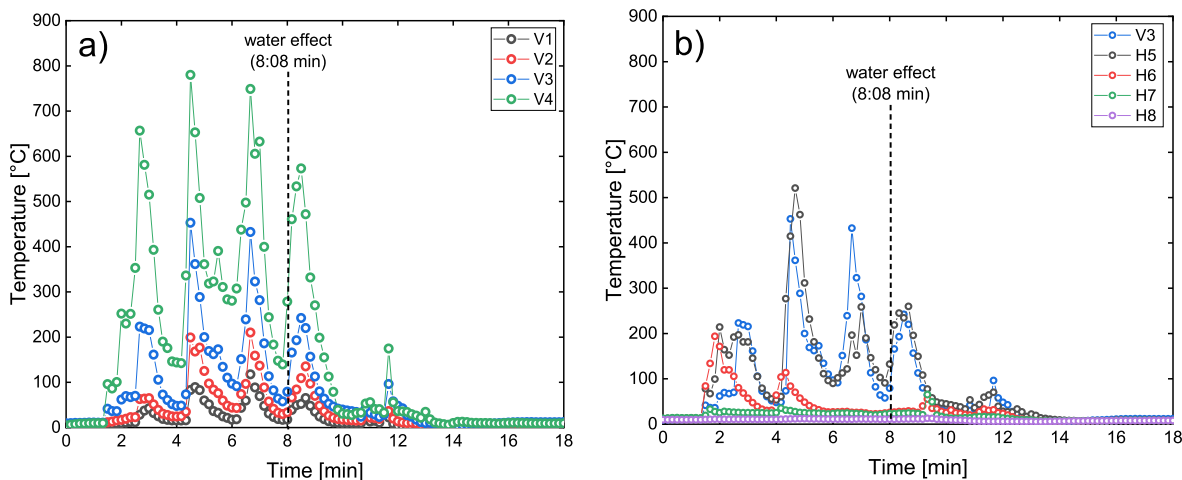 a)
water effect
(8:08 min)
V1
V2
V3
V4
900
800
700
600
500
400
300
200
100
0
Temperature [°C]
0 2 4 6 8 10 12 14 16 18
Time [min]
b)
water effect
(8:08 min)
V3
H5
H6
H7
H8
900
800
700
600
500
400
300
200
100
0
Temperature [°C]
0 2 4 6 8 10 12 14 16 18
Time [min]